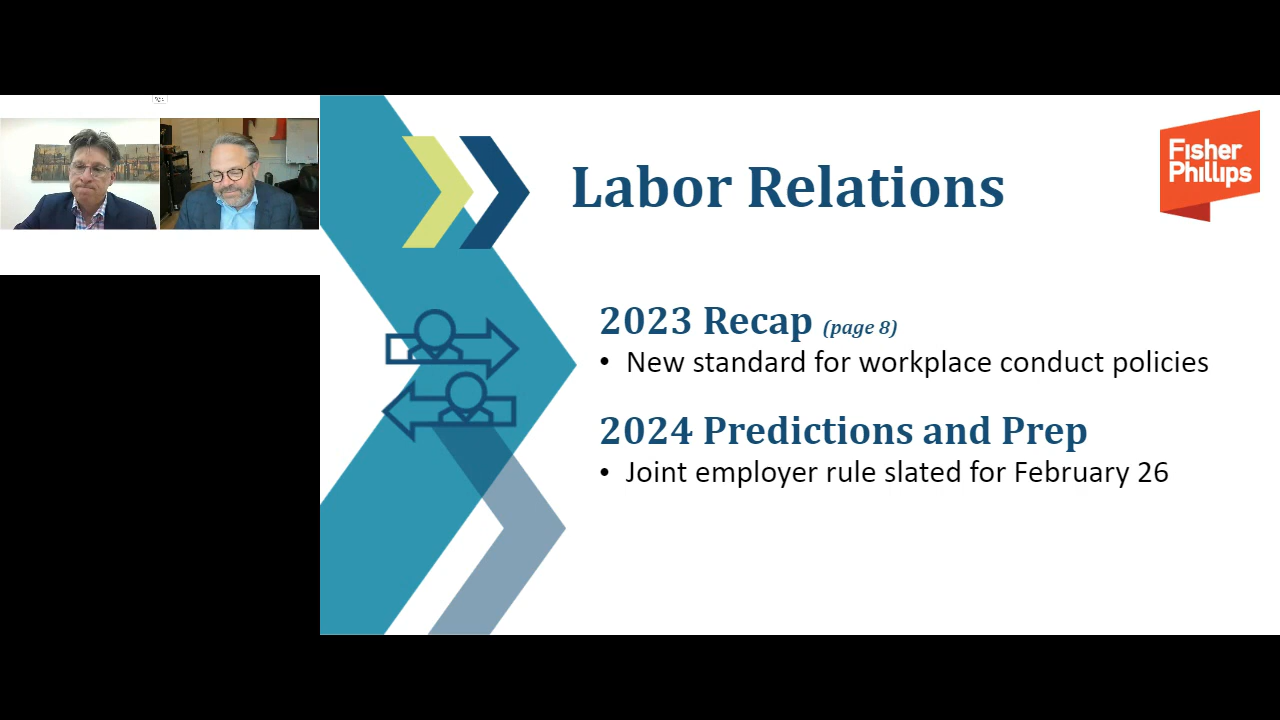 Labor Relations
Fisher
Phillips
2023 Recap (page 8)
• New standard for workplace conduct policies
2024 Predictions and Prep
• Joint employer rule slated for February 26